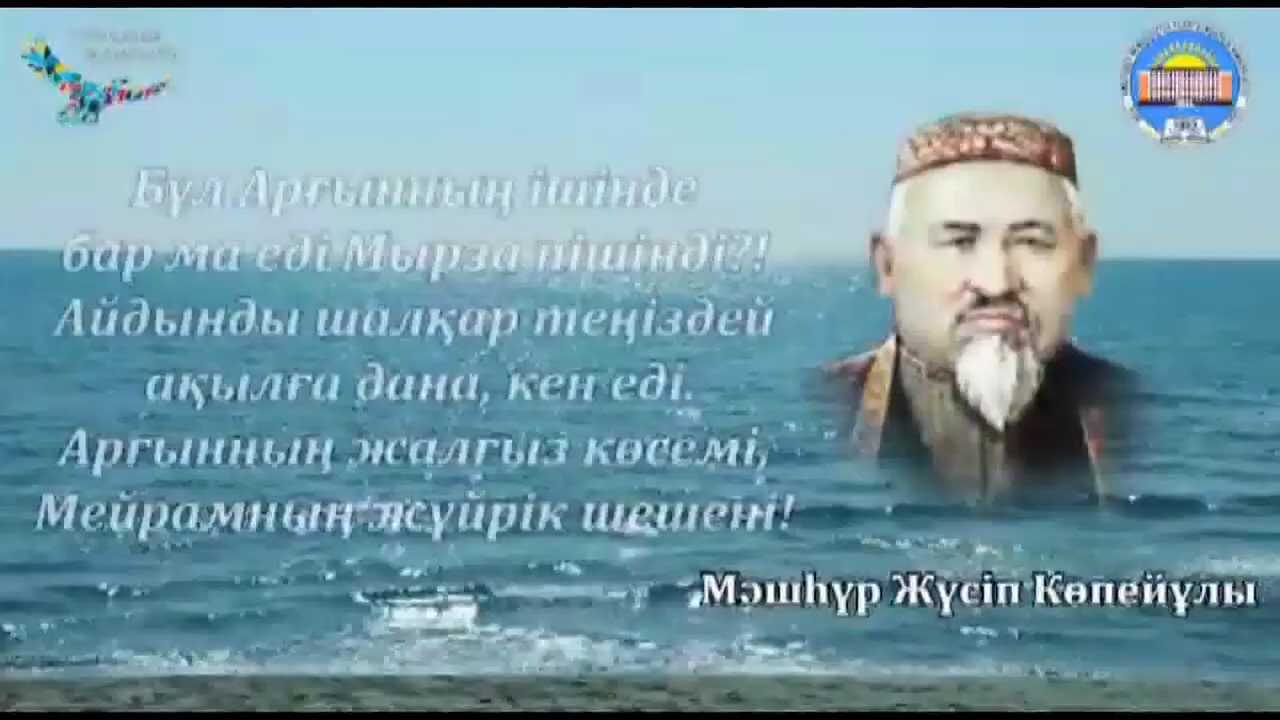 Бұл Арғынның ішінде
бар ма еді Мырза пішінді?!
Айдынды шалқар теңіздей
ақылға дана, кен еді.
Арғынның жалғыз көсемі,
Мейрамның жүйрік шешені!
Мәшһүр Жүсіп Көпейұлы